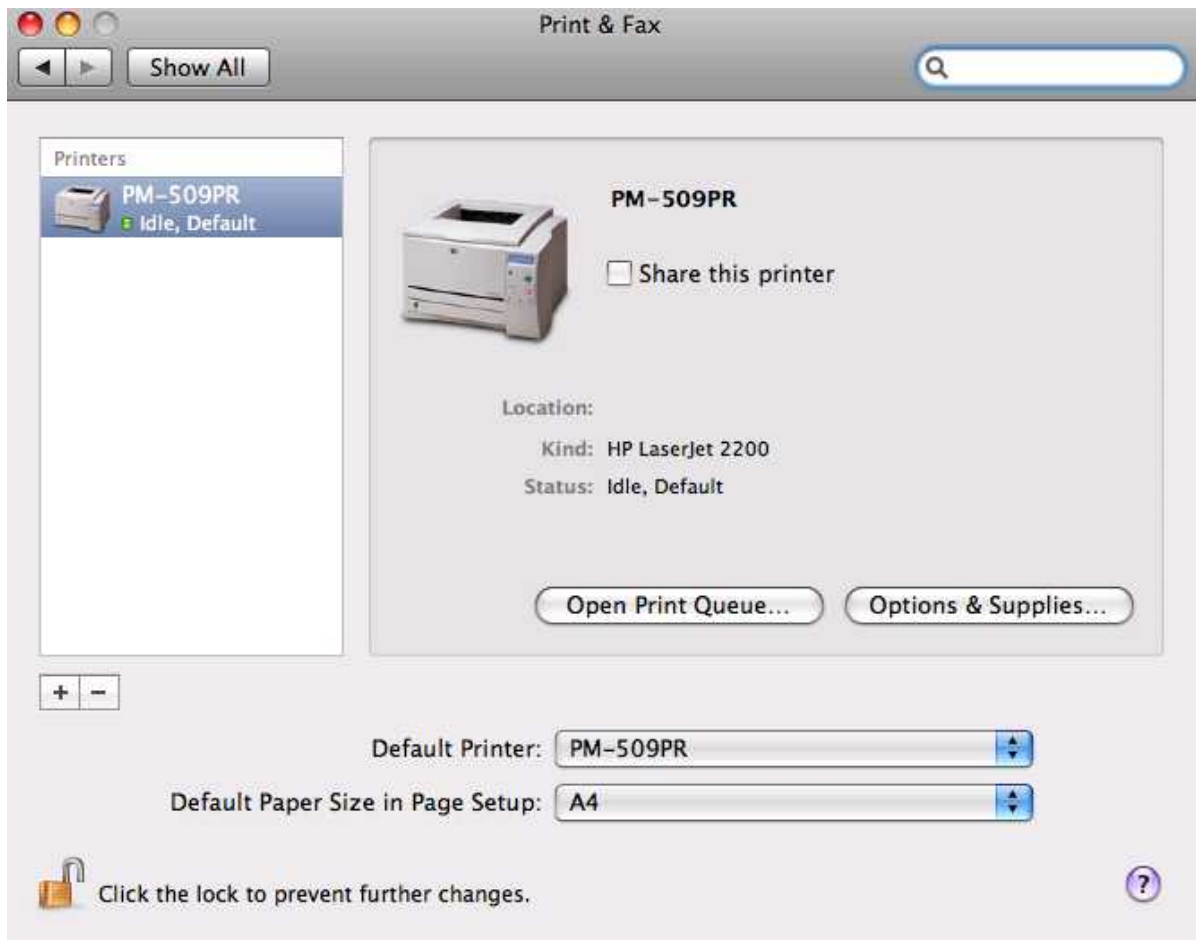 Print & Fax
Show All
Printers
PM-509PR
Idle, Default
PM-509PR
Share this printer
Location:
Kind: HP LaserJet 2200
Status: Idle, Default
Open Print Queue...
Options & Supplies...
+ −
Default Printer: PM-509PR
Default Paper Size in Page Setup: A4
Click the lock to prevent further changes.
?